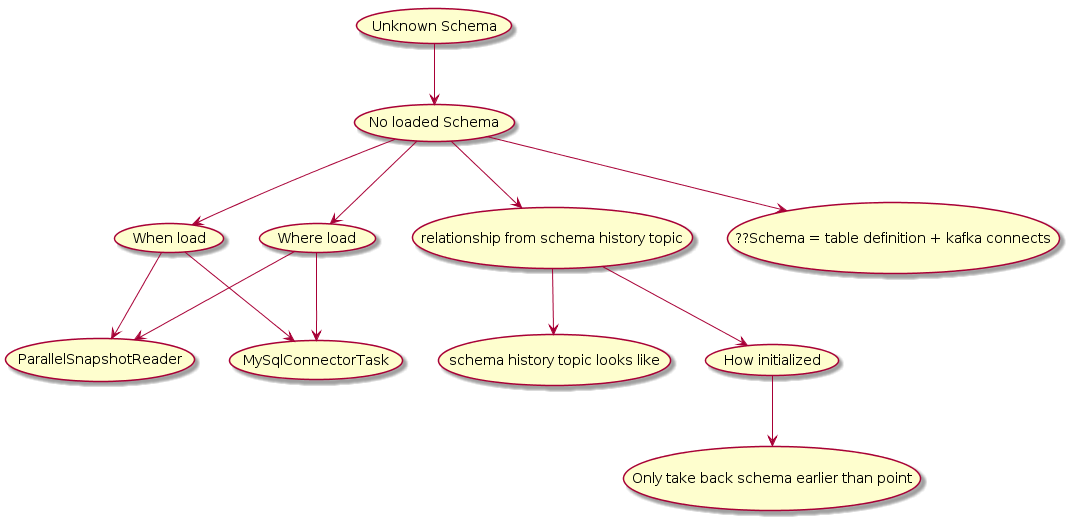 Unknown Schema
No loaded Schema
When load
Where load
relationship from schema history topic
??Schema = table definition + kafka connects
ParallelSnapshotReader
MySqlConnectorTask
schema history topic looks like
How initialized
Only take back schema earlier than point